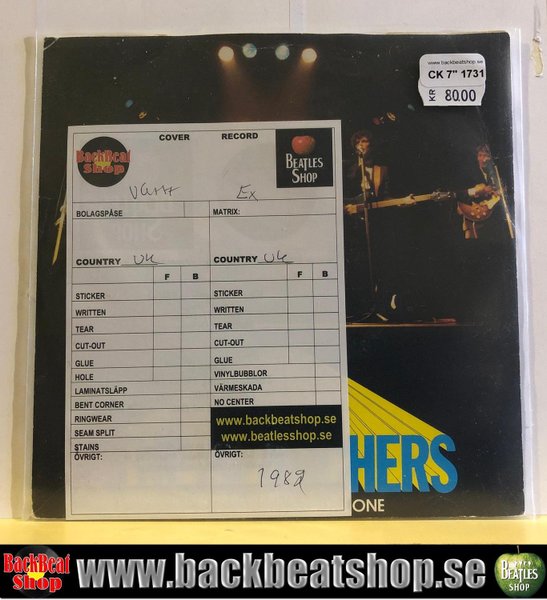 www.backbeatshop.se
CK 7" 1731
KR 80.00
BackBeat Shop
COVER RECORD
BEATLES SHOP
VG++ EX
BOLAGSPÅSE MATRIX:
COUNTRY UK COUNTRY UK
F B F B
STICKER STICKER
WRITTEN WRITTEN
TEAR TEAR
CUT-OUT CUT-OUT
GLUE GLUE
HOLE VINYLBUBBLOR
LAMINATSLÄPP VÄRMESKADA
BENT CORNER NO CENTER
RINGWEAR www.backbeatshop.se
SEAM SPLIT www.beatlesshop.se
STAINS
ÖVRIGT: ÖVRIGT:
1982
HERS
ONE
BackBeat Shop www.backbeatshop.se BEATLES SHOP